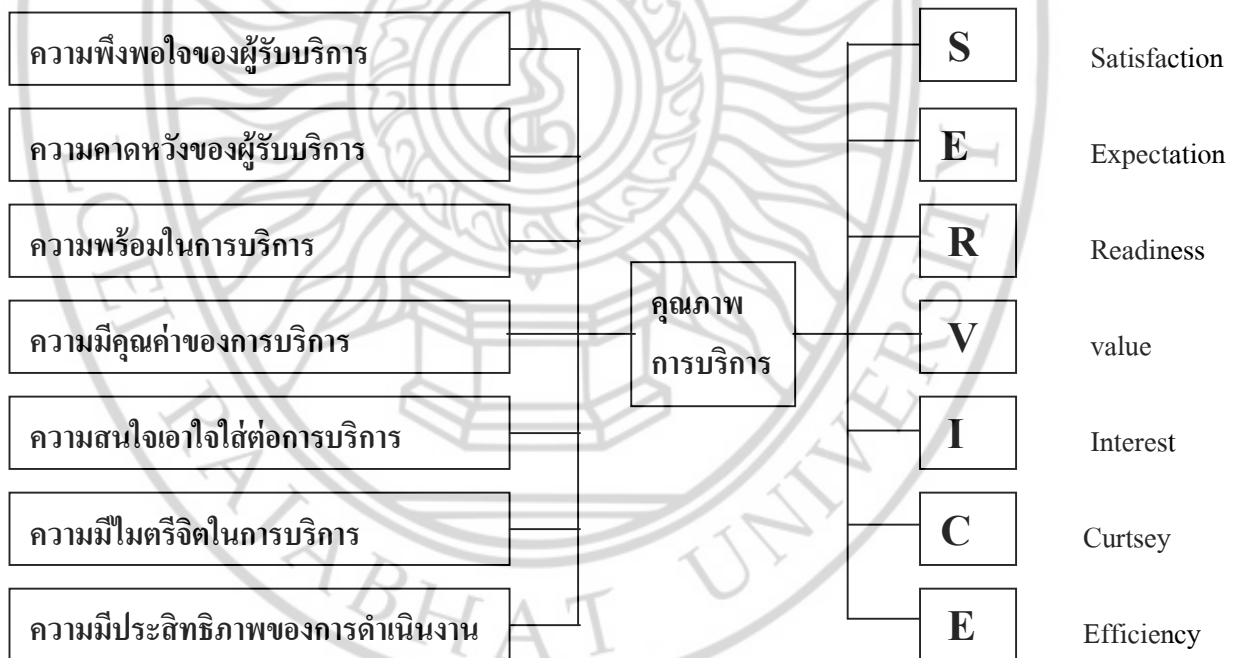 ความพึงพอใจของผู้รับบริการ
ความคาดหวังของผู้รับบริการ
ความพร้อมในการบริการ
ความมีคุณค่าของการบริการ
ความสนใจเอาใจใส่ต่อการบริการ
ความมีไมตรีจิตในการบริการ
ความมีประสิทธิภาพของการดำเนินงาน
คุณภาพ
การบริการ
S Satisfaction
E Expectation
R Readiness
V value
I Interest
C Curtsey
E Efficiency
LOEI RAJABHAT UNIVERSITY